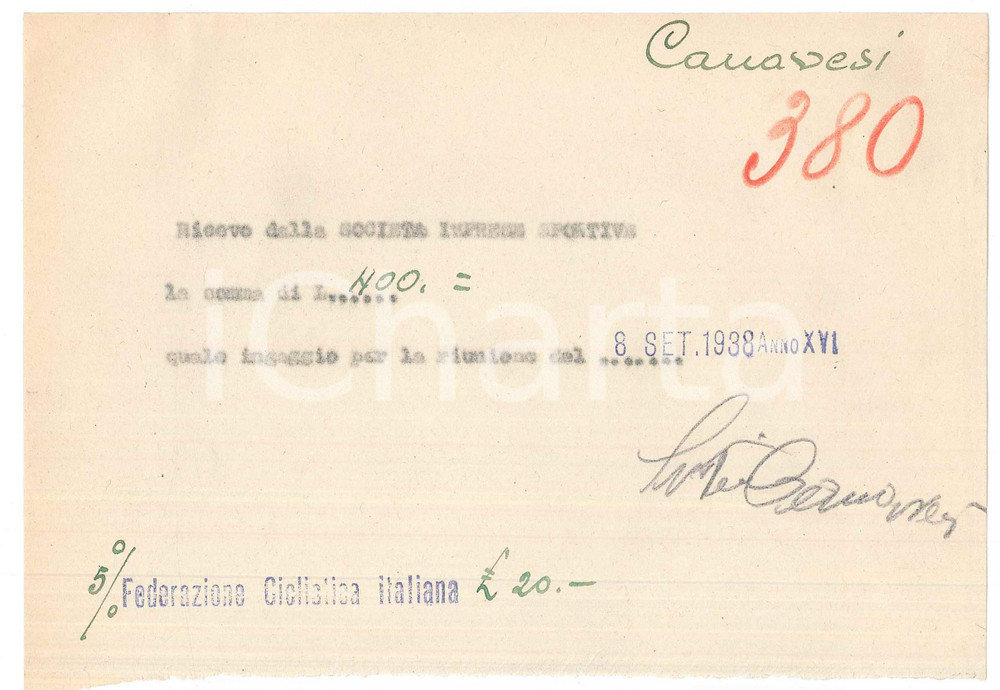 Canavesi
380
Ricevo dalla SOCIETA IMPRESE SPORTIVE
la somma di L...... 400. =
quale ingaggio per la riunione del ....... 8 SET. 1938 ANNO XVI
iCharta
5% Federazione Ciclistica italiana £ 20.-